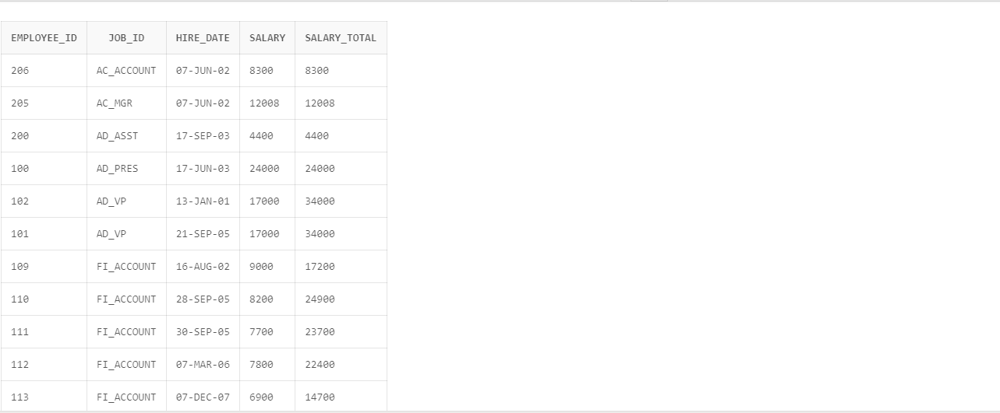 EMPLOYEE_ID JOB_ID HIRE_DATE SALARY SALARY_TOTAL
206 AC_ACCOUNT 07-JUN-02 8300 8300
205 AC_MGR 07-JUN-02 12008 12008
200 AD_ASST 17-SEP-03 4400 4400
100 AD_PRES 17-JUN-03 24000 24000
102 AD_VP 13-JAN-01 17000 34000
101 AD_VP 21-SEP-05 17000 34000
109 FI_ACCOUNT 16-AUG-02 9000 17200
110 FI_ACCOUNT 28-SEP-05 8200 24900
111 FI_ACCOUNT 30-SEP-05 7700 23700
112 FI_ACCOUNT 07-MAR-06 7800 22400
113 FI_ACCOUNT 07-DEC-07 6900 14700